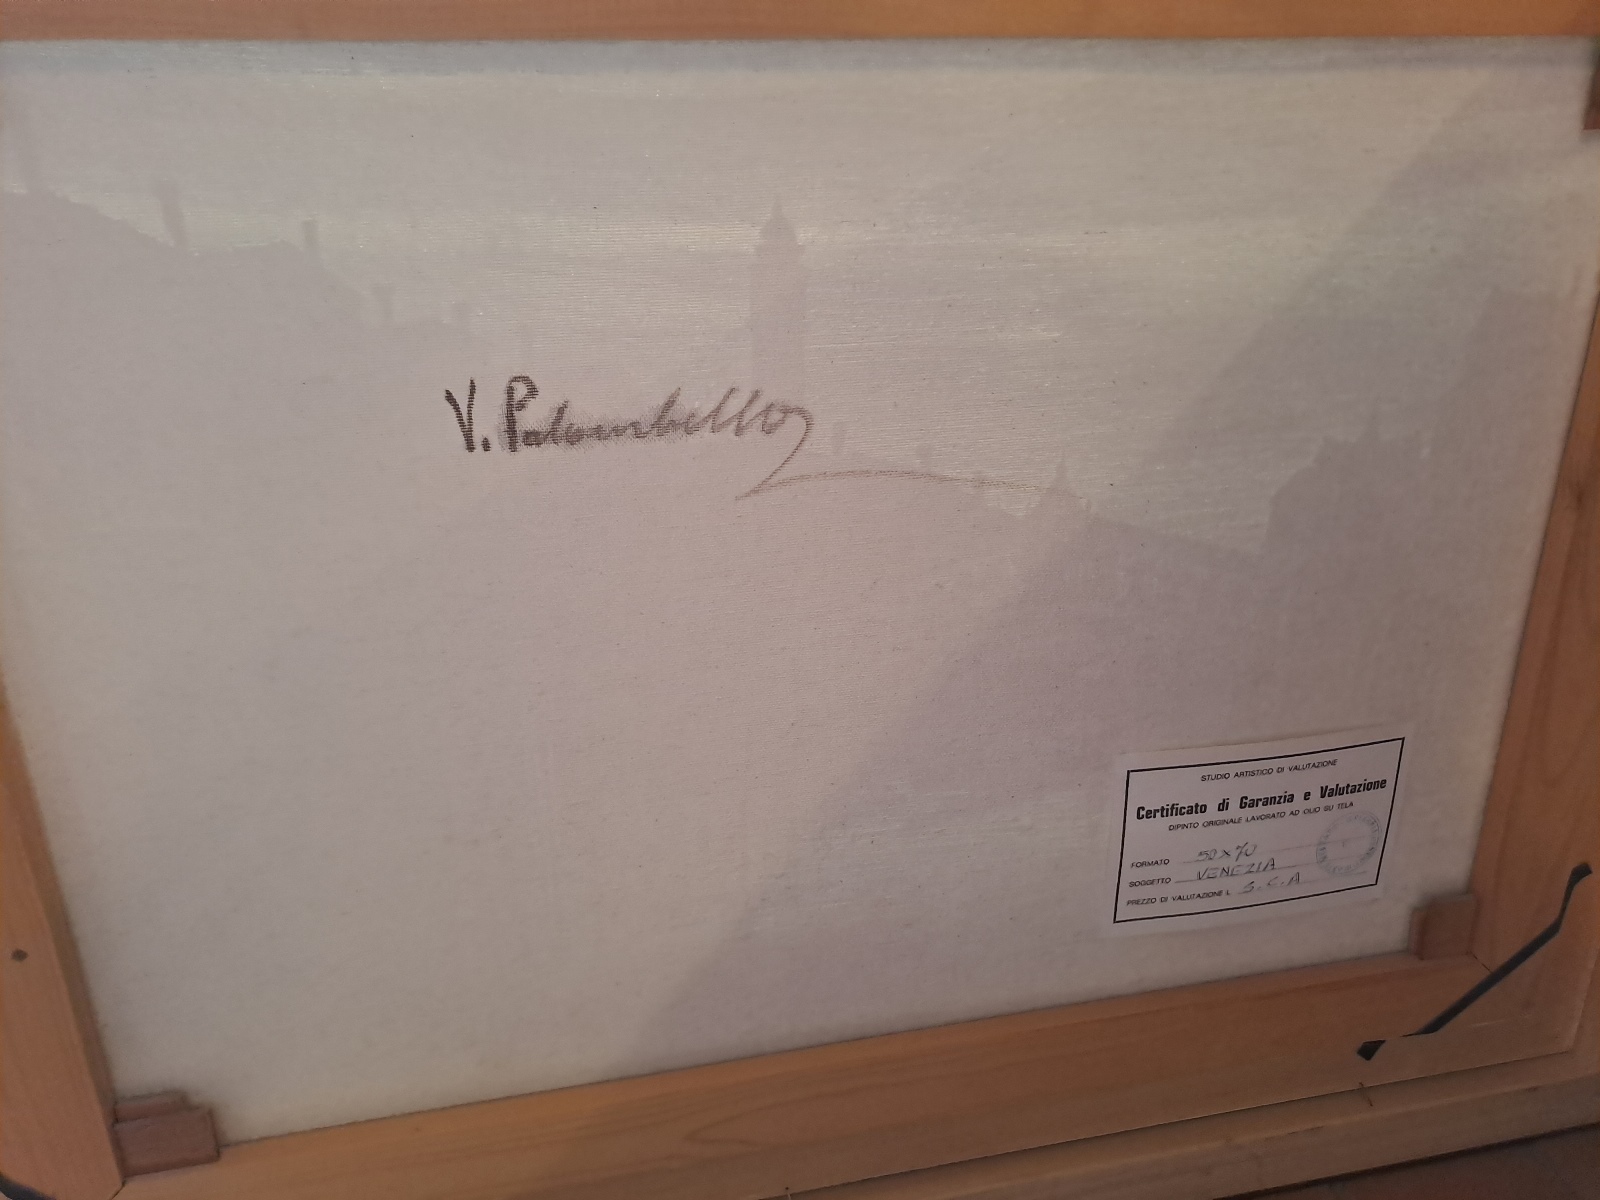 V. Palombello
STUDIO ARTISTICO DI VALUTAZIONE
Certificato di Garanzia e Valutazione
DIPINTO ORIGINALE LAVORATO AD OLIO SU TELA
FORMATO 50x70
SOGGETTO VENEZIA
PREZZO DI VALUTAZIONE L. S.C.A